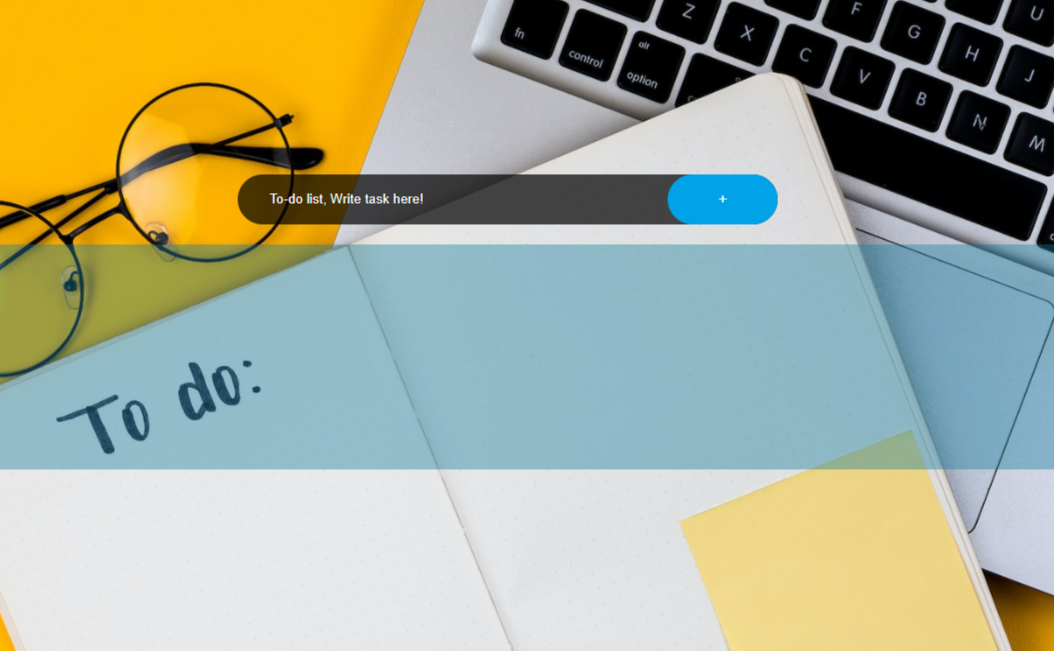 Z
F
U
fn
X
G
alt
control
C
H
option
V
J
B
N
M
To-do list, Write task here!
+
To do: